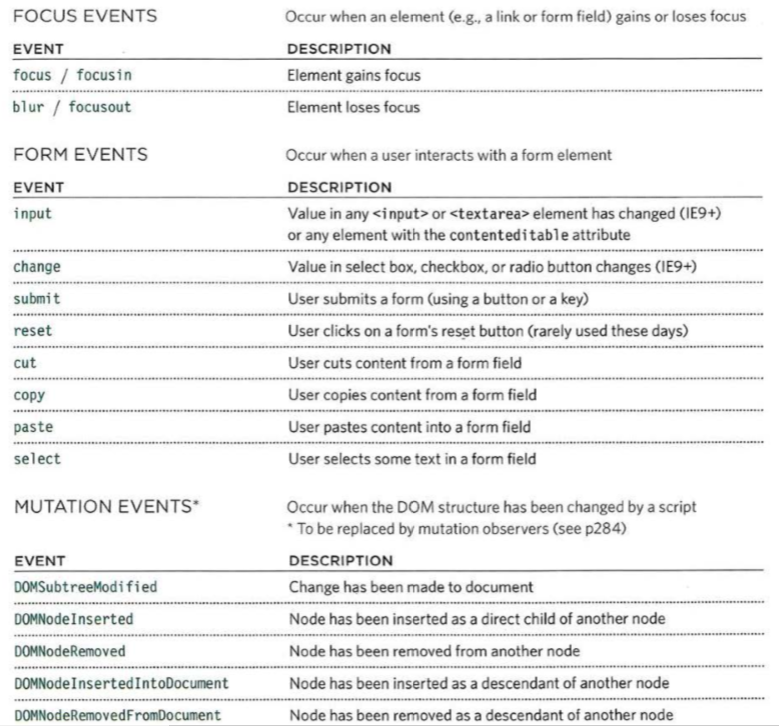 FOCUS EVENTS Occur when an element (e.g., a link or form field) gains or loses focus
EVENT DESCRIPTION
focus / focusin Element gains focus
blur / focusout Element loses focus
FORM EVENTS Occur when a user interacts with a form element
EVENT DESCRIPTION
input Value in any <input> or <textarea> element has changed (IE9+)
or any element with the contenteditable attribute
change Value in select box, checkbox, or radio button changes (IE9+)
submit User submits a form (using a button or a key)
reset User clicks on a form's reset button (rarely used these days)
cut User cuts content from a form field
copy User copies content from a form field
paste User pastes content into a form field
select User selects some text in a form field
MUTATION EVENTS* Occur when the DOM structure has been changed by a script
* To be replaced by mutation observers (see p284)
EVENT DESCRIPTION
DOMSubtreeModified Change has been made to document
DOMNodeInserted Node has been inserted as a direct child of another node
DOMNodeRemoved Node has been removed from another node
DOMNodeInsertedIntoDocument Node has been inserted as a descendant of another node
DOMNodeRemovedFromDocument Node has been removed as a descendant of another node